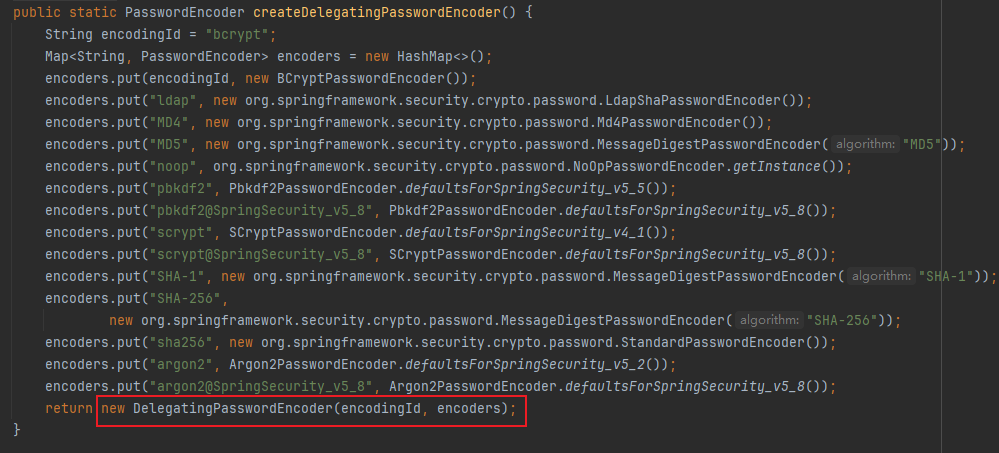 public static PasswordEncoder createDelegatingPasswordEncoder() {
    String encodingId = "bcrypt";
    Map<String, PasswordEncoder> encoders = new HashMap<>();
    encoders.put(encodingId, new BCryptPasswordEncoder());
    encoders.put("ldap", new org.springframework.security.crypto.password.LdapShaPasswordEncoder());
    encoders.put("MD4", new org.springframework.security.crypto.password.Md4PasswordEncoder());
    encoders.put("MD5", new org.springframework.security.crypto.password.MessageDigestPasswordEncoder( algorithm: "MD5"));
    encoders.put("noop", org.springframework.security.crypto.password.NoOpPasswordEncoder.getInstance());
    encoders.put("pbkdf2", Pbkdf2PasswordEncoder.defaultsForSpringSecurity_v5_5());
    encoders.put("pbkdf2@SpringSecurity_v5_8", Pbkdf2PasswordEncoder.defaultsForSpringSecurity_v5_8());
    encoders.put("scrypt", SCryptPasswordEncoder.defaultsForSpringSecurity_v4_1());
    encoders.put("scrypt@SpringSecurity_v5_8", SCryptPasswordEncoder.defaultsForSpringSecurity_v5_8());
    encoders.put("SHA-1", new org.springframework.security.crypto.password.MessageDigestPasswordEncoder( algorithm: "SHA-1"));
    encoders.put("SHA-256",
            new org.springframework.security.crypto.password.MessageDigestPasswordEncoder( algorithm: "SHA-256"));
    encoders.put("sha256", new org.springframework.security.crypto.password.StandardPasswordEncoder());
    encoders.put("argon2", Argon2PasswordEncoder.defaultsForSpringSecurity_v5_2());
    encoders.put("argon2@SpringSecurity_v5_8", Argon2PasswordEncoder.defaultsForSpringSecurity_v5_8());
    return new DelegatingPasswordEncoder(encodingId, encoders);
}